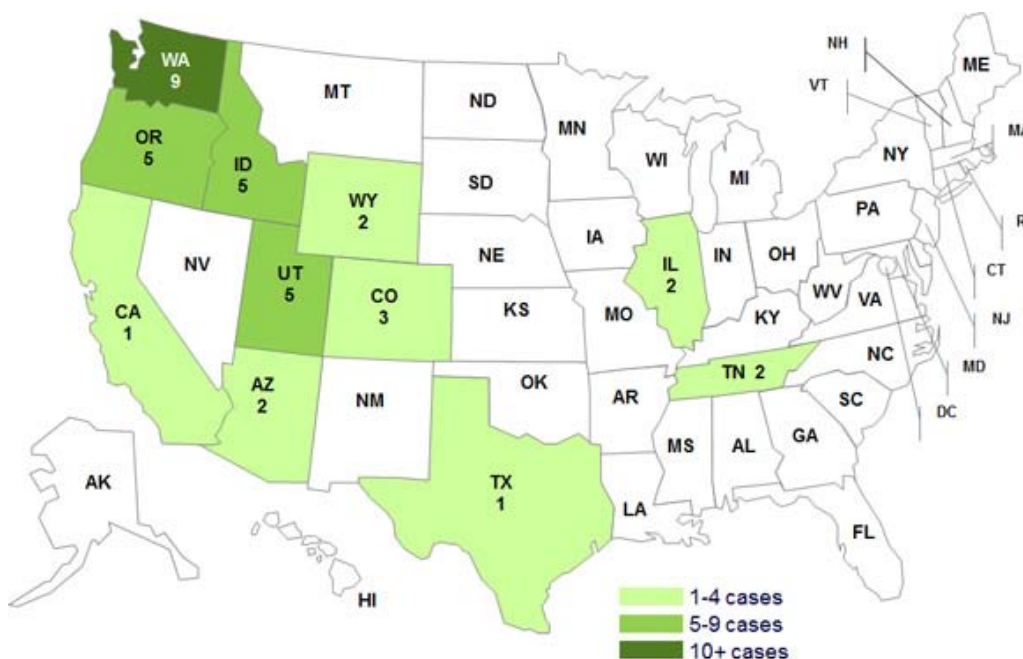 WA
9
OR
5
ID
5
MT
ND
MN
WI
MI
NH
VT
ME
MA
NY
R
CT
NJ
MD
DC
SD
WY
2
NE
IA
IL
2
IN
OH
PA
WV
VA
KY
NC
TN 2
SC
CA
1
NV
UT
5
CO
3
KS
MO
AZ
2
NM
OK
AR
MS
AL
GA
TX
1
LA
FL
AK
HI
1-4 cases
5-9 cases
10+ cases